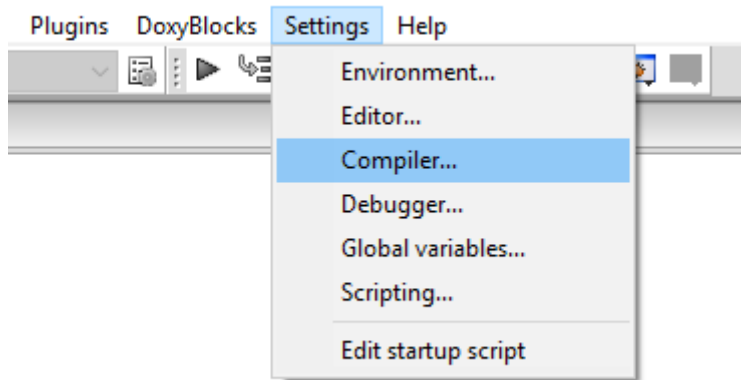 Plugins DoxyBlocks Settings Help
Environment...
Editor...
Compiler...
Debugger...
Global variables...
Scripting...
Edit startup script